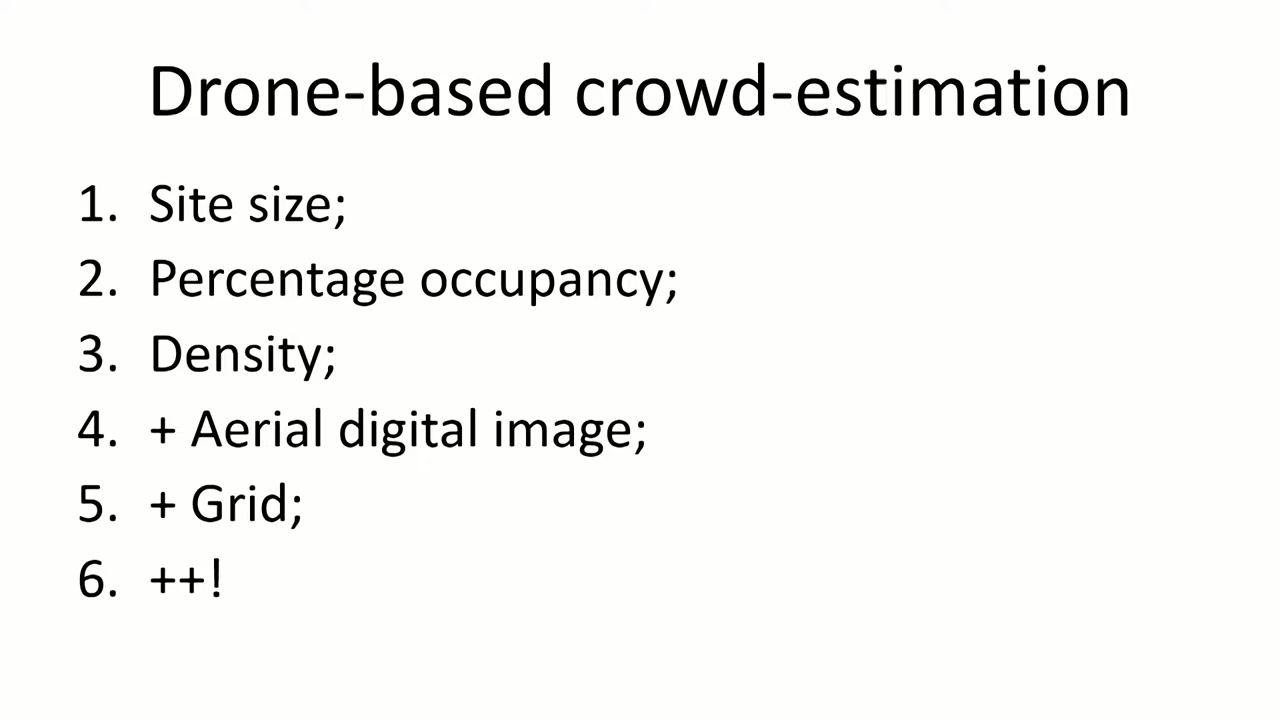 Drone-based crowd-estimation
1. Site size;
2. Percentage occupancy;
3. Density;
4. + Aerial digital image;
5. + Grid;
6. ++!